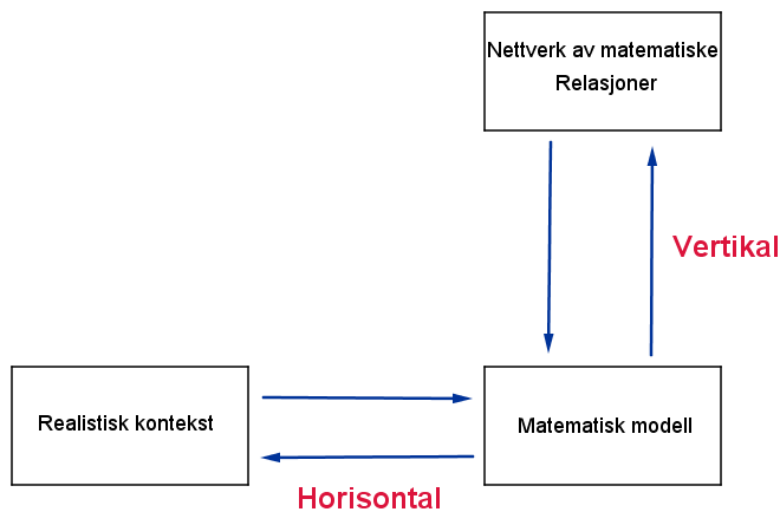 Nettverk av matematiske
Relasjoner
Vertikal
Realistisk kontekst
Matematisk modell
Horisontal